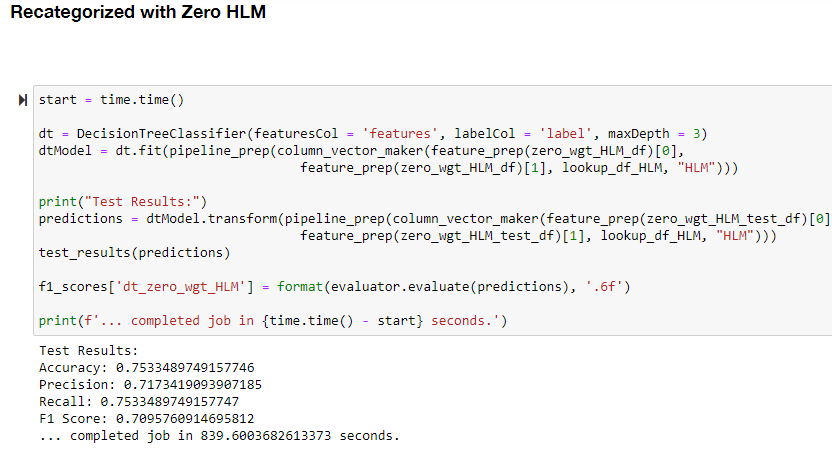 Recategorized with Zero HLM
start = time.time()
dt = DecisionTreeClassifier(featuresCol = 'features', labelCol = 'label', maxDepth = 3)
dtModel = dt.fit(pipeline_prep(column_vector_maker(feature_prep(zero_wgt_HLM_df)[0],
feature_prep(zero_wgt_HLM_df)[1], lookup_df_HLM, "HLM")))
print("Test Results:")
predictions = dtModel.transform(pipeline_prep(column_vector_maker(feature_prep(zero_wgt_HLM_test_df)[0]
feature_prep(zero_wgt_HLM_test_df)[1], lookup_df_HLM, "HLM")))
test_results(predictions)
f1_scores['dt_zero_wgt_HLM'] = format(evaluator.evaluate(predictions), '.6f')
print(f'... completed job in {time.time() - start} seconds.')
Test Results:
Accuracy: 0.7533489749157746
Precision: 0.7173419093907185
Recall: 0.7533489749157747
F1 Score: 0.7095760914695812
... completed job in 839.6003682613373 seconds.